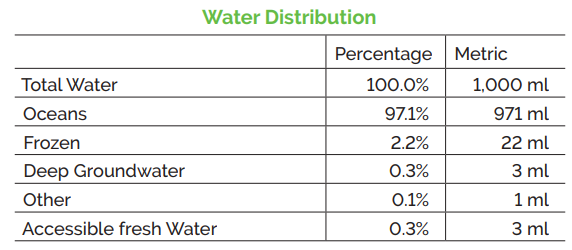 Water Distribution
Percentage Metric
Total Water 100.0% 1,000 ml
Oceans 97.1% 971 ml
Frozen 2.2% 22 ml
Deep Groundwater 0.3% 3 ml
Other 0.1% 1 ml
Accessible fresh Water 0.3% 3 ml